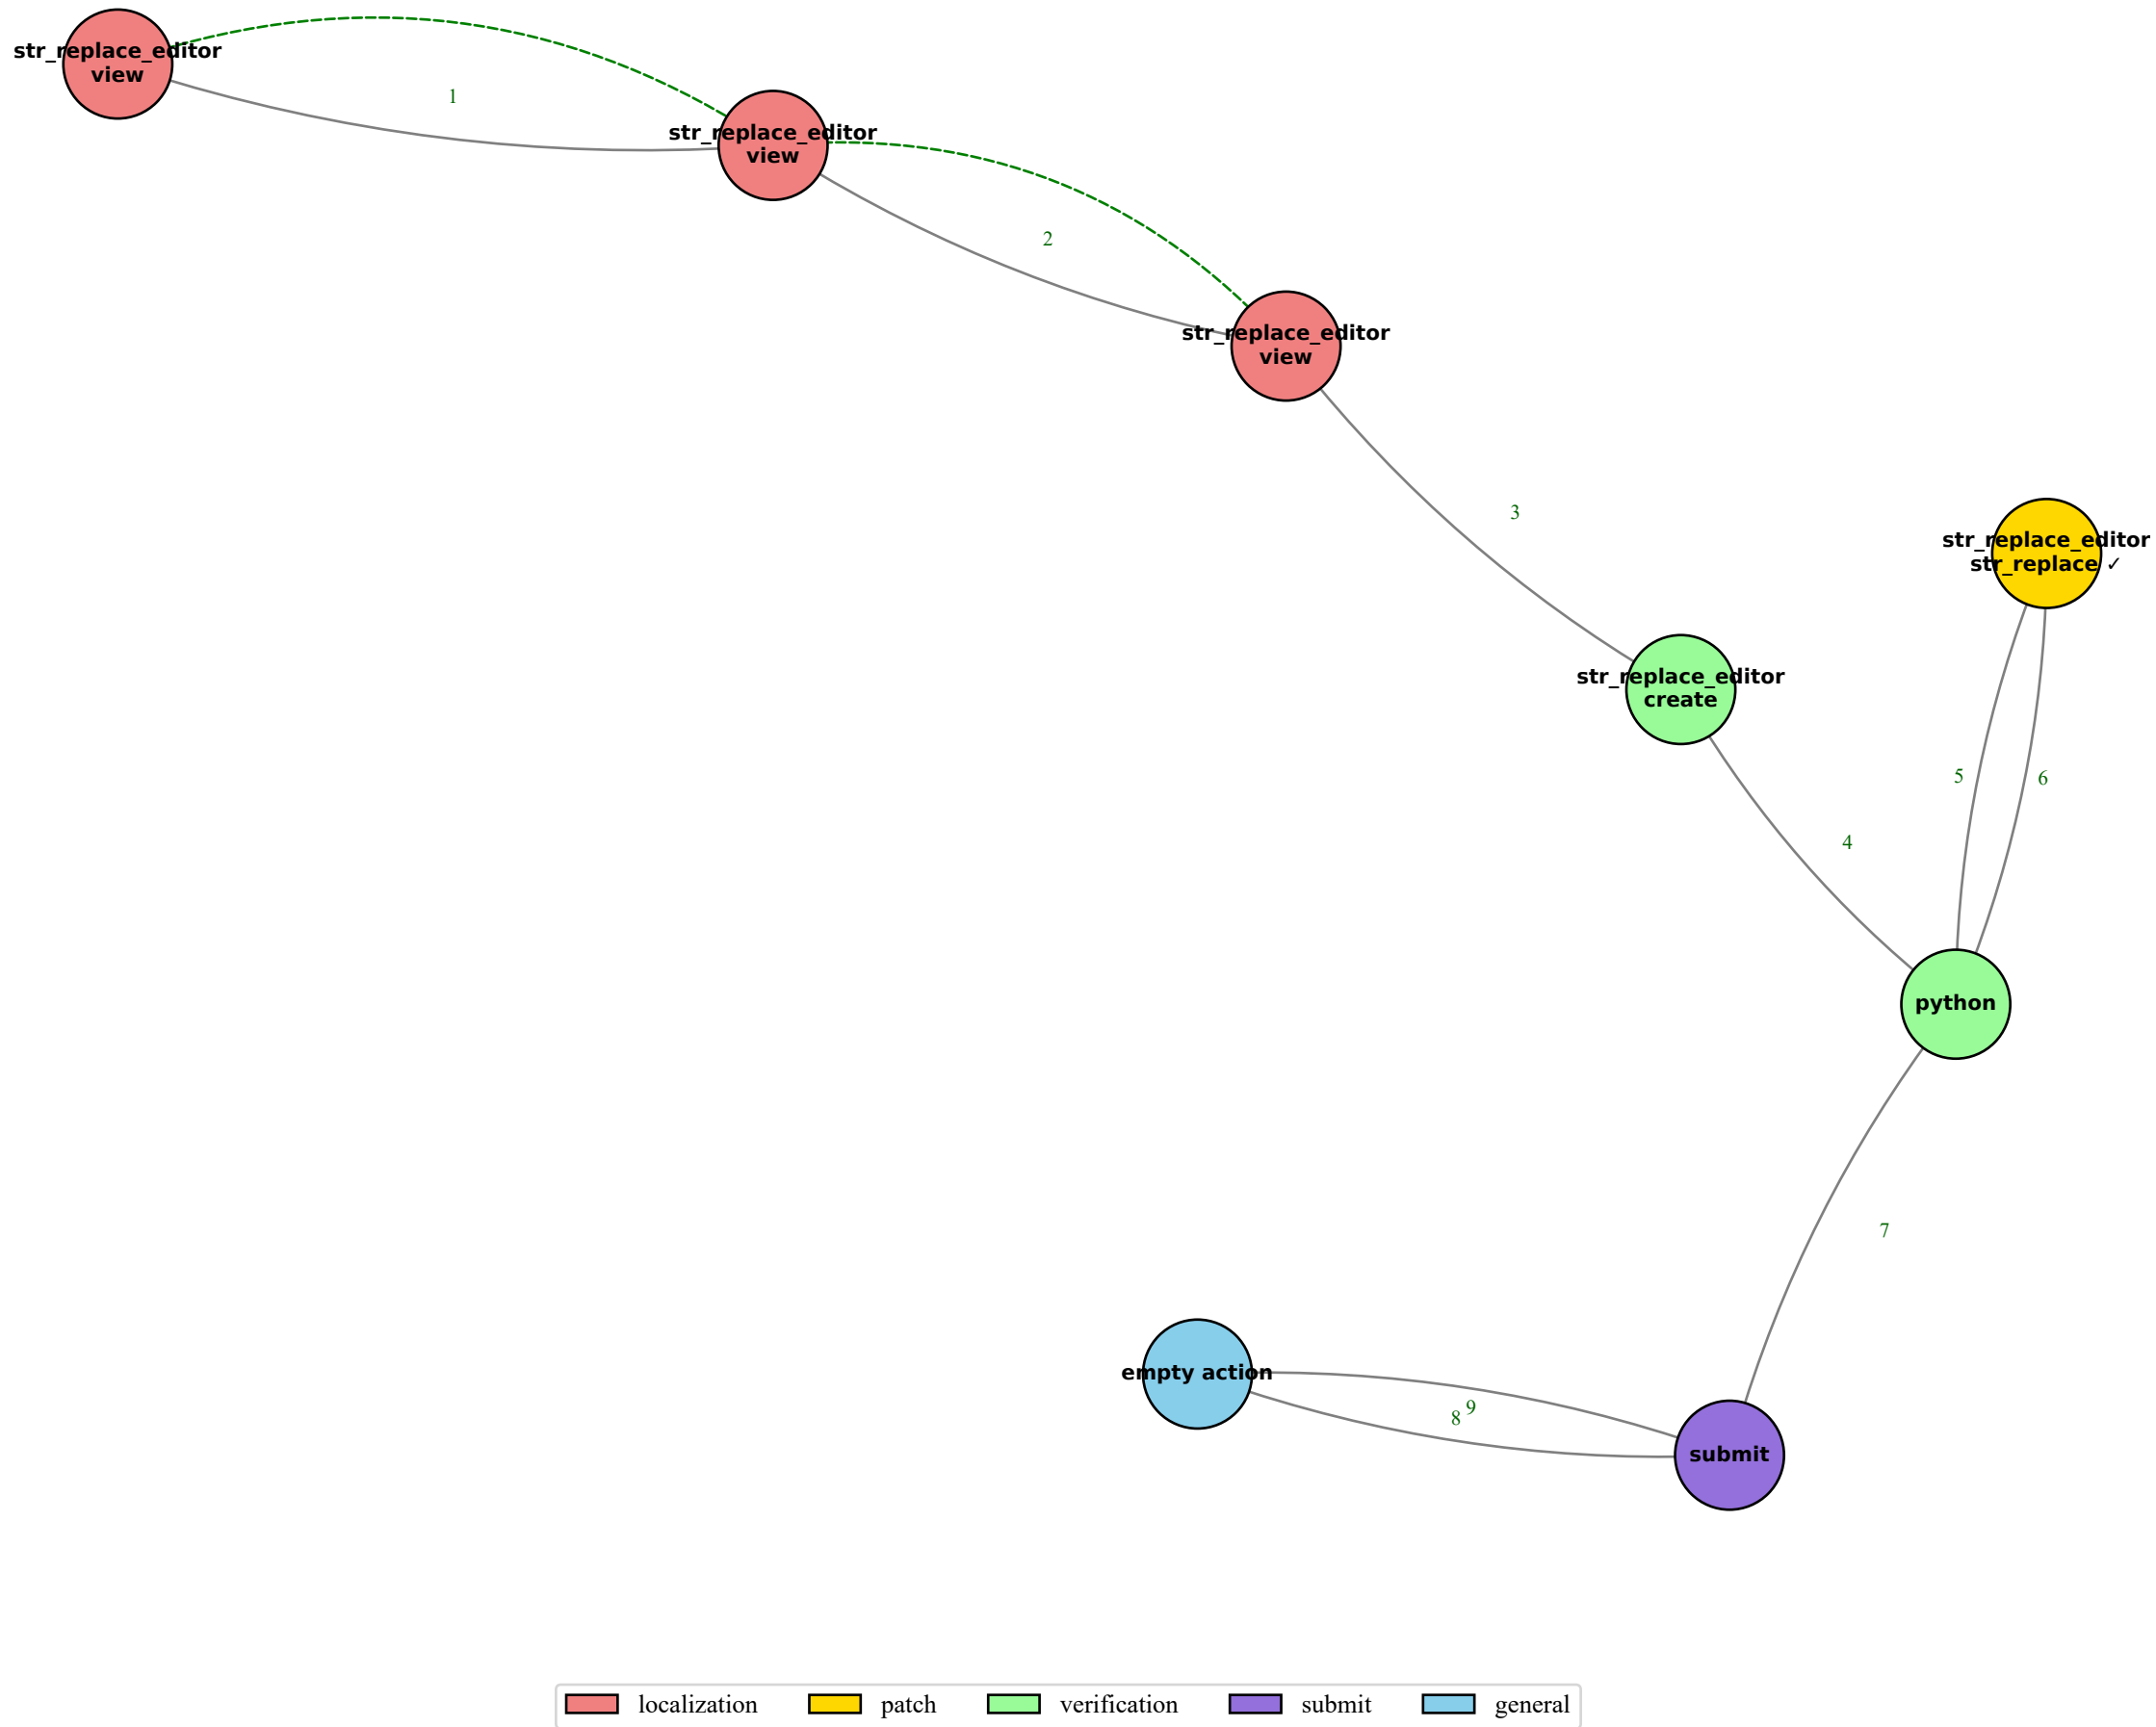 str_replace_editor
view
1
str_replace_editor
view
2
str_replace_editor
view
3
str_replace_editor
str_replace ✓
str_replace_editor
create
5
6
4
python
7
empty action
9
8
submit
localization
patch
verification
submit
general